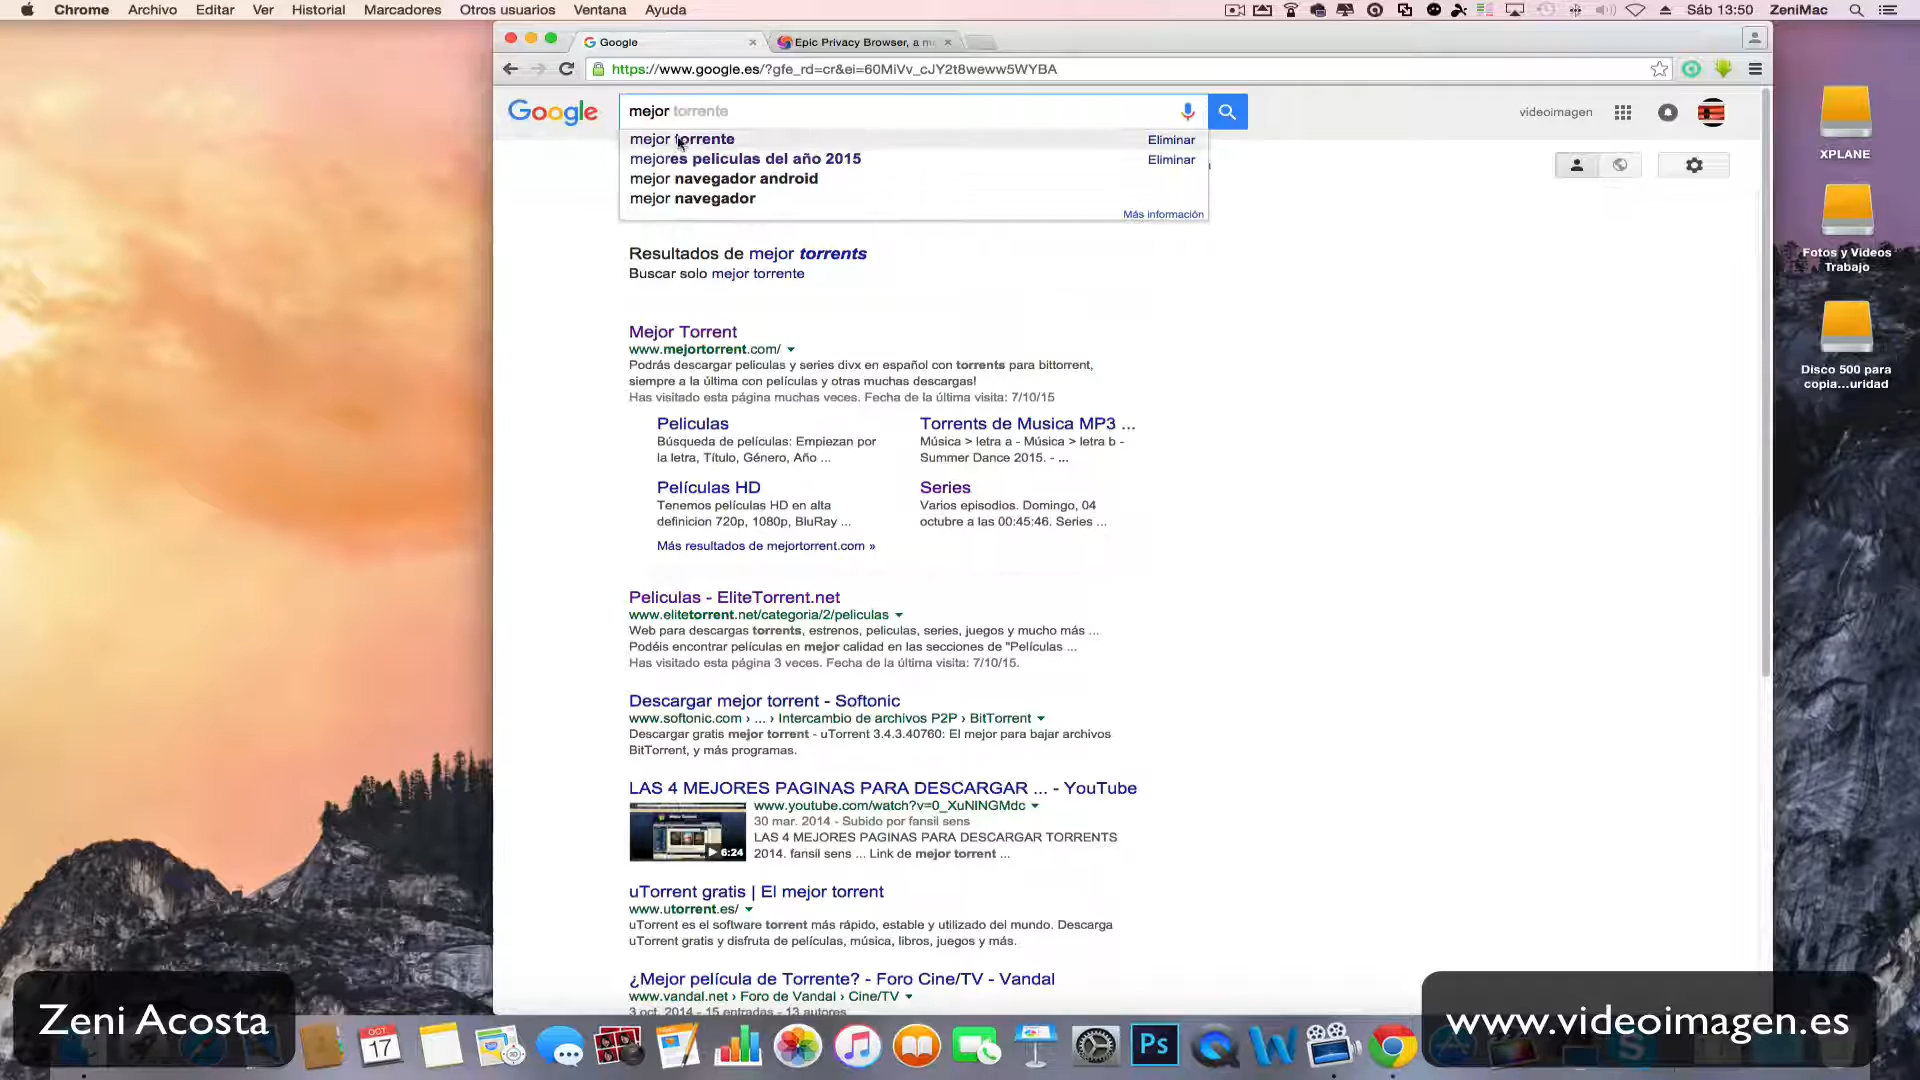 Chrome Archivo Editar Ver Historial Marcadores Otros usuarios Ventana Ayuda Sáb 13:50 ZeniMac
Google Epic Privacy Browser, a m
https://www.google.es/?gfe_rd=cr&ei=60MiVv_cJY2t8weww5WYBA
Google mejor torrente videoimagen
mejor torrente Eliminar
mejores peliculas del año 2015 Eliminar
mejor navegador android
mejor navegador
Más información
Resultados de mejor torrents
Buscar solo mejor torrente
Mejor Torrent
www.mejortorrent.com/
Podrás descargar peliculas y series divx en español con torrents para bittorrent,
siempre a la última con películas y otras muchas descargas!
Has visitado esta página muchas veces. Fecha de la última visita: 7/10/15
Peliculas
Búsqueda de películas: Empiezan por
la letra, Título, Género, Año ...
Torrents de Musica MP3 ...
Música > letra a - Música > letra b -
Summer Dance 2015. - ...
Películas HD
Tenemos películas HD en alta
definicion 720p, 1080p, BluRay ...
Series
Varios episodios. Domingo, 04
octubre a las 00:45:46. Series ...
Más resultados de mejortorrent.com »
Peliculas - EliteTorrent.net
www.elitetorrent.net/categoria/2/peliculas
Web para descargas torrents, estrenos, peliculas, series, juegos y mucho más ...
Podéis encontrar películas en mejor calidad en las secciones de "Películas ...
Has visitado esta página 3 veces. Fecha de la última visita: 7/10/15.
Descargar mejor torrent - Softonic
www.softonic.com › ... › Intercambio de archivos P2P › BitTorrent
Descargar gratis mejor torrent - uTorrent 3.4.3.40760: El mejor para bajar archivos
BitTorrent, y más programas.
LAS 4 MEJORES PAGINAS PARA DESCARGAR ... - YouTube
www.youtube.com/watch?v=0_XuNINGMdc
30 mar. 2014 - Subido por fansil sens
LAS 4 MEJORES PAGINAS PARA DESCARGAR TORRENTS
2014. fansil sens ... Link de mejor torrent ...
6:24
uTorrent gratis | El mejor torrent
www.utorrent.es/
uTorrent es el software torrent más rápido, estable y utilizado del mundo. Descarga
uTorrent gratis y disfruta de películas, música, libros, juegos y más.
¿Mejor película de Torrente? - Foro Cine/TV - Vandal
www.vandal.net › Foro de Vandal › Cine/TV
3 oct. 2014 - 15 entradas - 13 autores
XPLANE
Fotos y Videos
Trabajo
Disco 500 para
copia...uridad
Zeni Acosta
OCT.
17
Ps
www.videoimagen.es